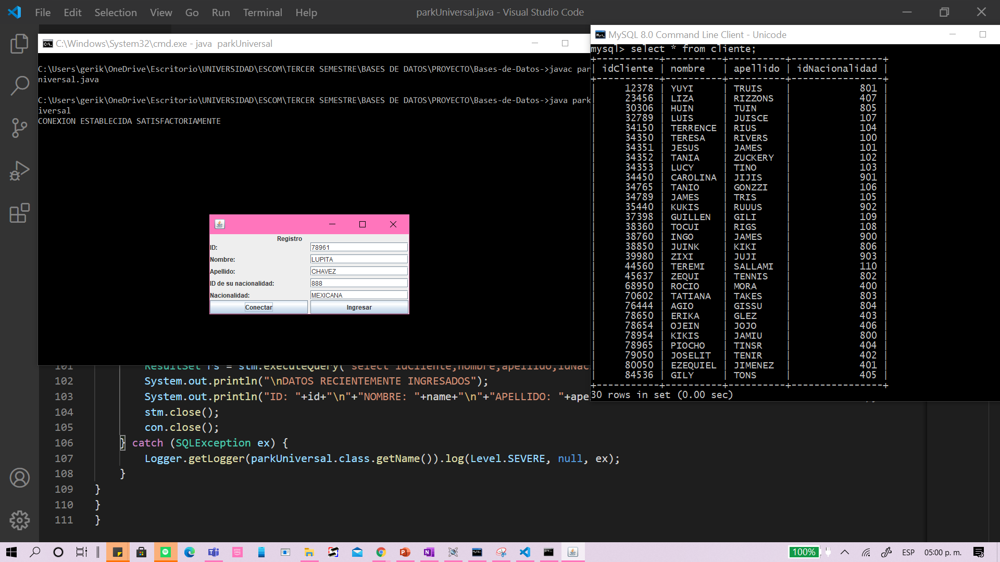 File Edit Selection View Go Run Terminal Help
parkUniversal.java - Visual Studio Code
C:\Windows\System32\cmd.exe - java  parkUniversal
C:\Users\gerik\OneDrive\Escritorio\UNIVERSIDAD\ESCOM\TERCER SEMESTRE\BASES DE DATOS\PROYECTO\Bases-de-Datos->javac par
niversal.java
C:\Users\gerik\OneDrive\Escritorio\UNIVERSIDAD\ESCOM\TERCER SEMESTRE\BASES DE DATOS\PROYECTO\Bases-de-Datos->java park
iversal
CONEXION ESTABLECIDA SATISFACTORIAMENTE
Registro
ID: 78961
Nombre: LUPITA
Apellido: CHAVEZ
ID de su nacionalidad: 888
Nacionalidad: MEXICANA
Conectar Ingresar
MySQL 8.0 Command Line Client - Unicode
mysql> select * from cliente;
+-----------+----------+----------+----------------+
| idCliente | nombre | apellido | idNacionalidad |
+-----------+----------+----------+----------------+
| 12378 | YUYI | TRUIS | 801 |
| 23456 | LIZA | RIZZONS | 407 |
| 30306 | HUIN | TUIN | 805 |
| 32789 | LUIS | JUISCE | 107 |
| 34150 | TERRENCE | RIUS | 104 |
| 34350 | TERESA | RIVERS | 100 |
| 34351 | JESUS | JAMES | 101 |
| 34352 | TANIA | ZUCKERY | 102 |
| 34353 | LUCY | TINO | 103 |
| 34450 | CAROLINA | JIJIS | 901 |
| 34765 | TANIO | GONZZI | 106 |
| 34789 | JAMES | TRIS | 105 |
| 35440 | KUKIS | RUUUS | 902 |
| 37398 | GUILLEN | GILI | 109 |
| 38360 | TOCUI | RIGS | 108 |
| 38760 | INGO | JAMES | 900 |
| 38850 | JUINK | KIKI | 806 |
| 39980 | ZIXI | JUJI | 903 |
| 44560 | TEREMI | SALLAMI | 110 |
| 45637 | ZEQUI | TENNIS | 802 |
| 68950 | ROCIO | MORA | 400 |
| 70602 | TATIANA | TAKES | 803 |
| 76444 | AGIO | GISSU | 804 |
| 78650 | ERIKA | GLEZ | 403 |
| 78654 | OJEIN | JOJO | 406 |
| 78954 | KIKIS | JAMIU | 800 |
| 78965 | PIOCHO | TINSR | 404 |
| 79050 | JOSELIT | TENIR | 402 |
| 80050 | EZEQUIEL | JIMENEZ | 401 |
| 84536 | GILY | TONS | 405 |
+-----------+----------+----------+----------------+
30 rows in set (0.00 sec)
101 ResultSet rs = stm.executeQuery("select idCliente,nombre,apellido,idNaci
102 System.out.println("\nDATOS RECIENTEMENTE INGRESADOS");
103 System.out.println("ID: "+id+"\n"+"NOMBRE: "+name+"\n"+"APELLIDO: "+ape
104 stm.close();
105 con.close();
106 } catch (SQLException ex) {
107 Logger.getLogger(parkUniversal.class.getName()).log(Level.SEVERE, null, ex);
108 }
109 }
110 }
111 }
100% ESP 05:00 p. m.